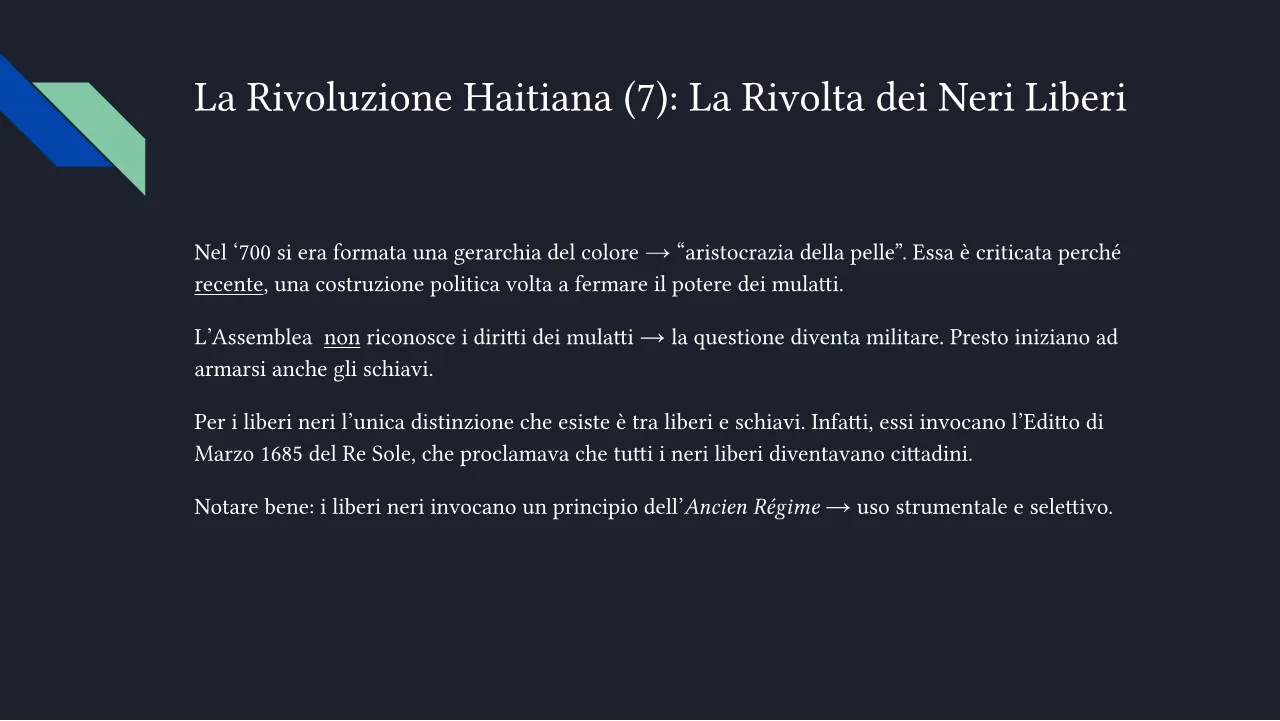 La Rivoluzione Haitiana (7): La Rivolta dei Neri Liberi
Nel ‘700 si era formata una gerarchia del colore → “aristocrazia della pelle”. Essa è criticata perché
recente, una costruzione politica volta a fermare il potere dei mulatti.
L’Assemblea non riconosce i diritti dei mulatti → la questione diventa militare. Presto iniziano ad
armarsi anche gli schiavi.
Per i liberi neri l’unica distinzione che esiste è tra liberi e schiavi. Infatti, essi invocano l’Editto di
Marzo 1685 del Re Sole, che proclamava che tutti i neri liberi diventavano cittadini.
Notare bene: i liberi neri invocano un principio dell’Ancien Régime → uso strumentale e selettivo.